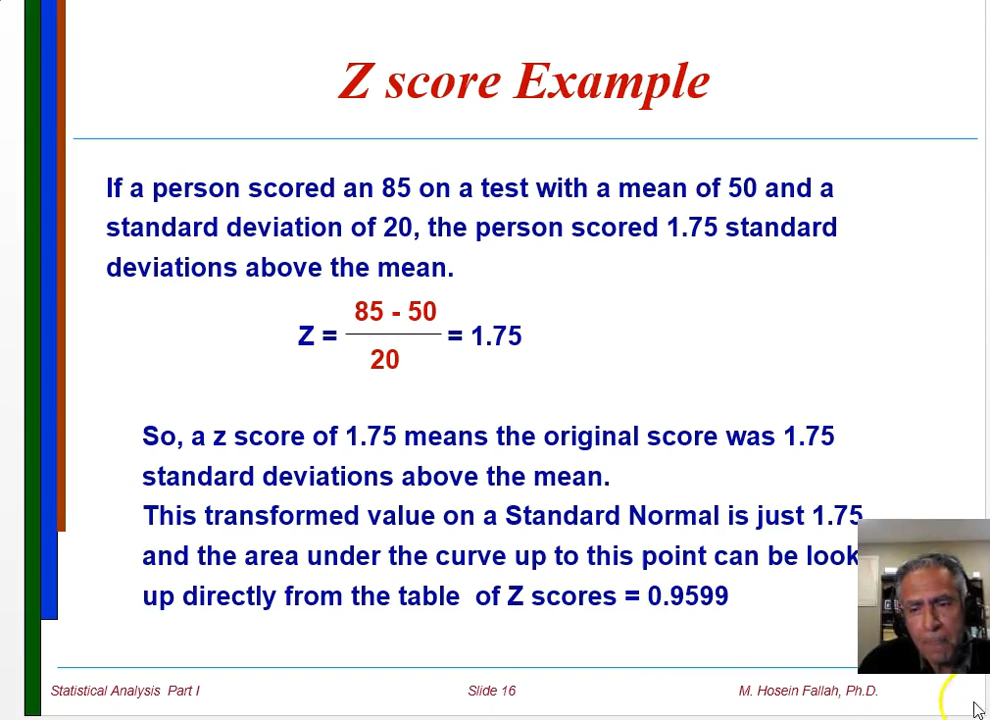 Z score Example
If a person scored an 85 on a test with a mean of 50 and a
standard deviation of 20, the person scored 1.75 standard
deviations above the mean.
85 - 50
Z = = 1.75
20
So, a z score of 1.75 means the original score was 1.75
standard deviations above the mean.
This transformed value on a Standard Normal is just 1.75
and the area under the curve up to this point can be look
up directly from the table of Z scores = 0.9599
Statistical Analysis Part I Slide 16 M. Hosein Fallah, Ph.D.